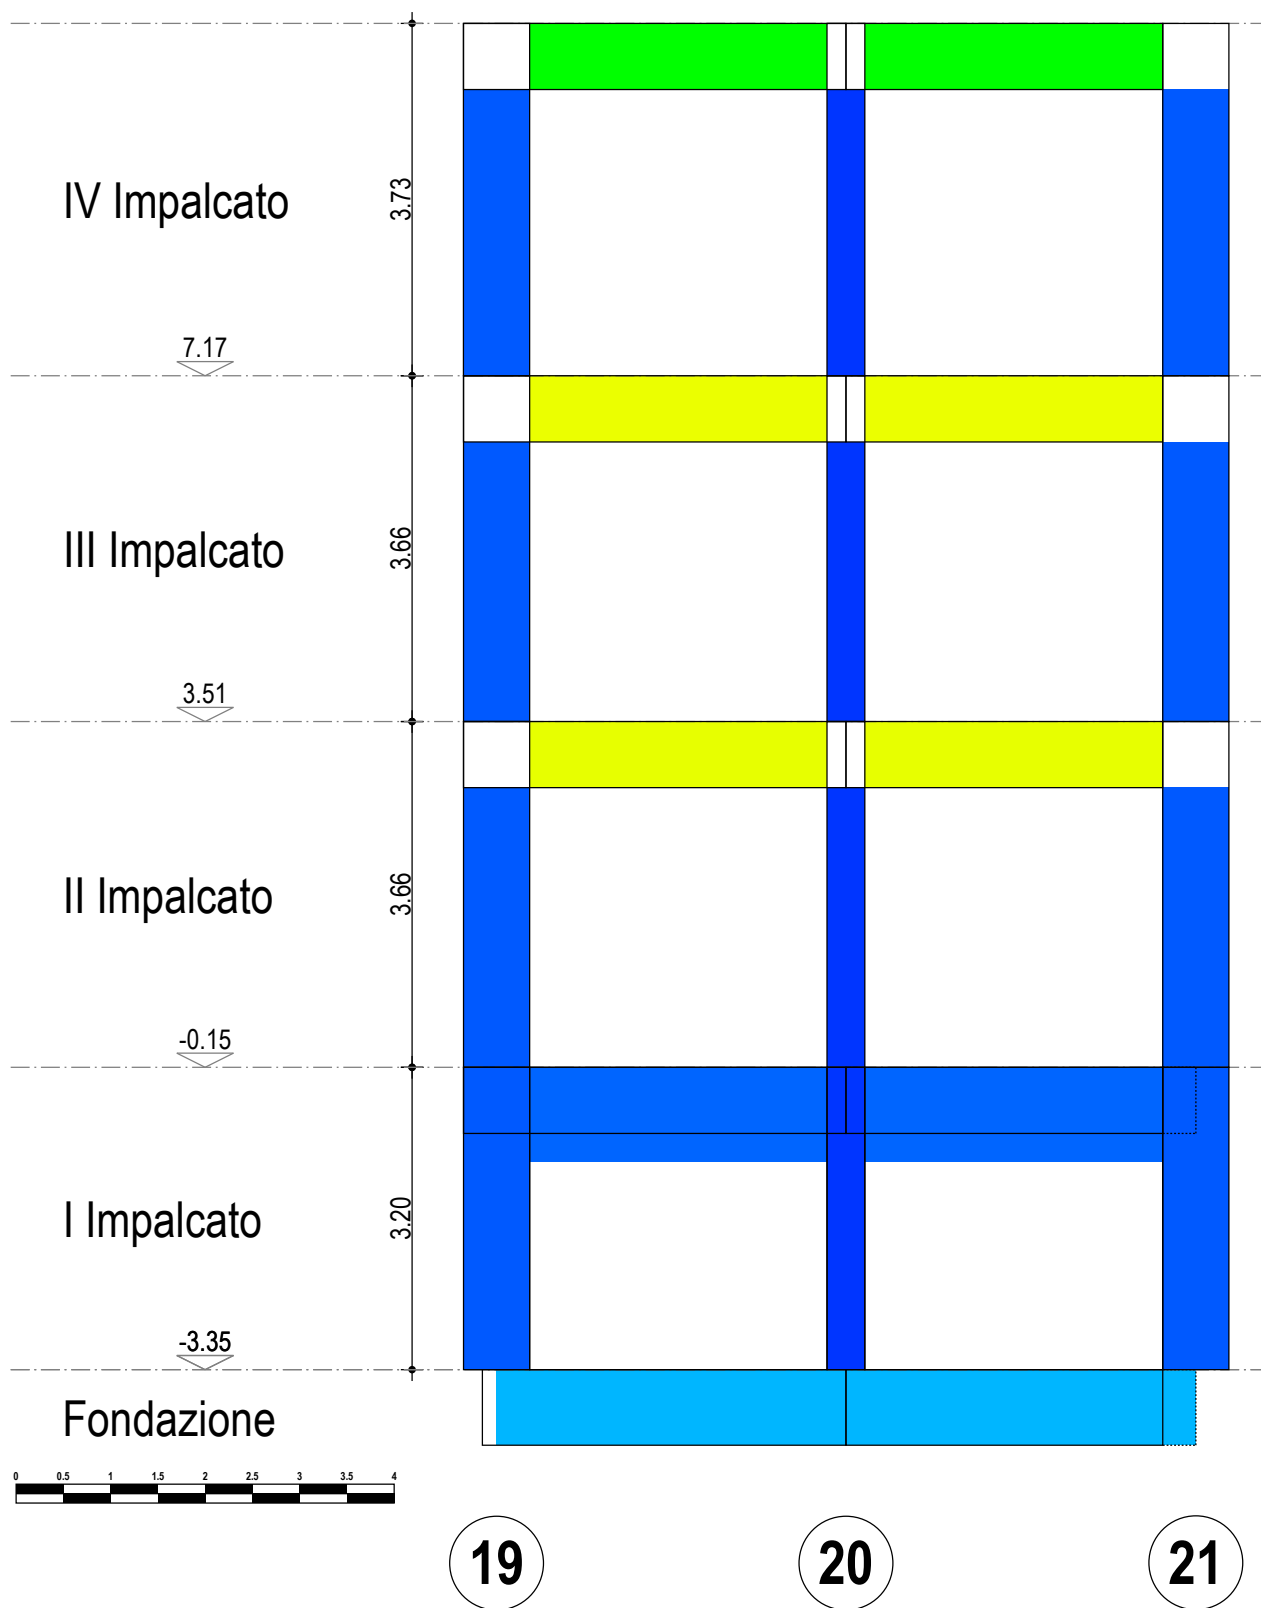 IV Impalcato
3.73
7.17
III Impalcato
3.66
3.51
II Impalcato
3.66
-0.15
I Impalcato
3.20
-3.35
Fondazione
0 0.5 1 1.5 2 2.5 3 3.5 4
19 20 21